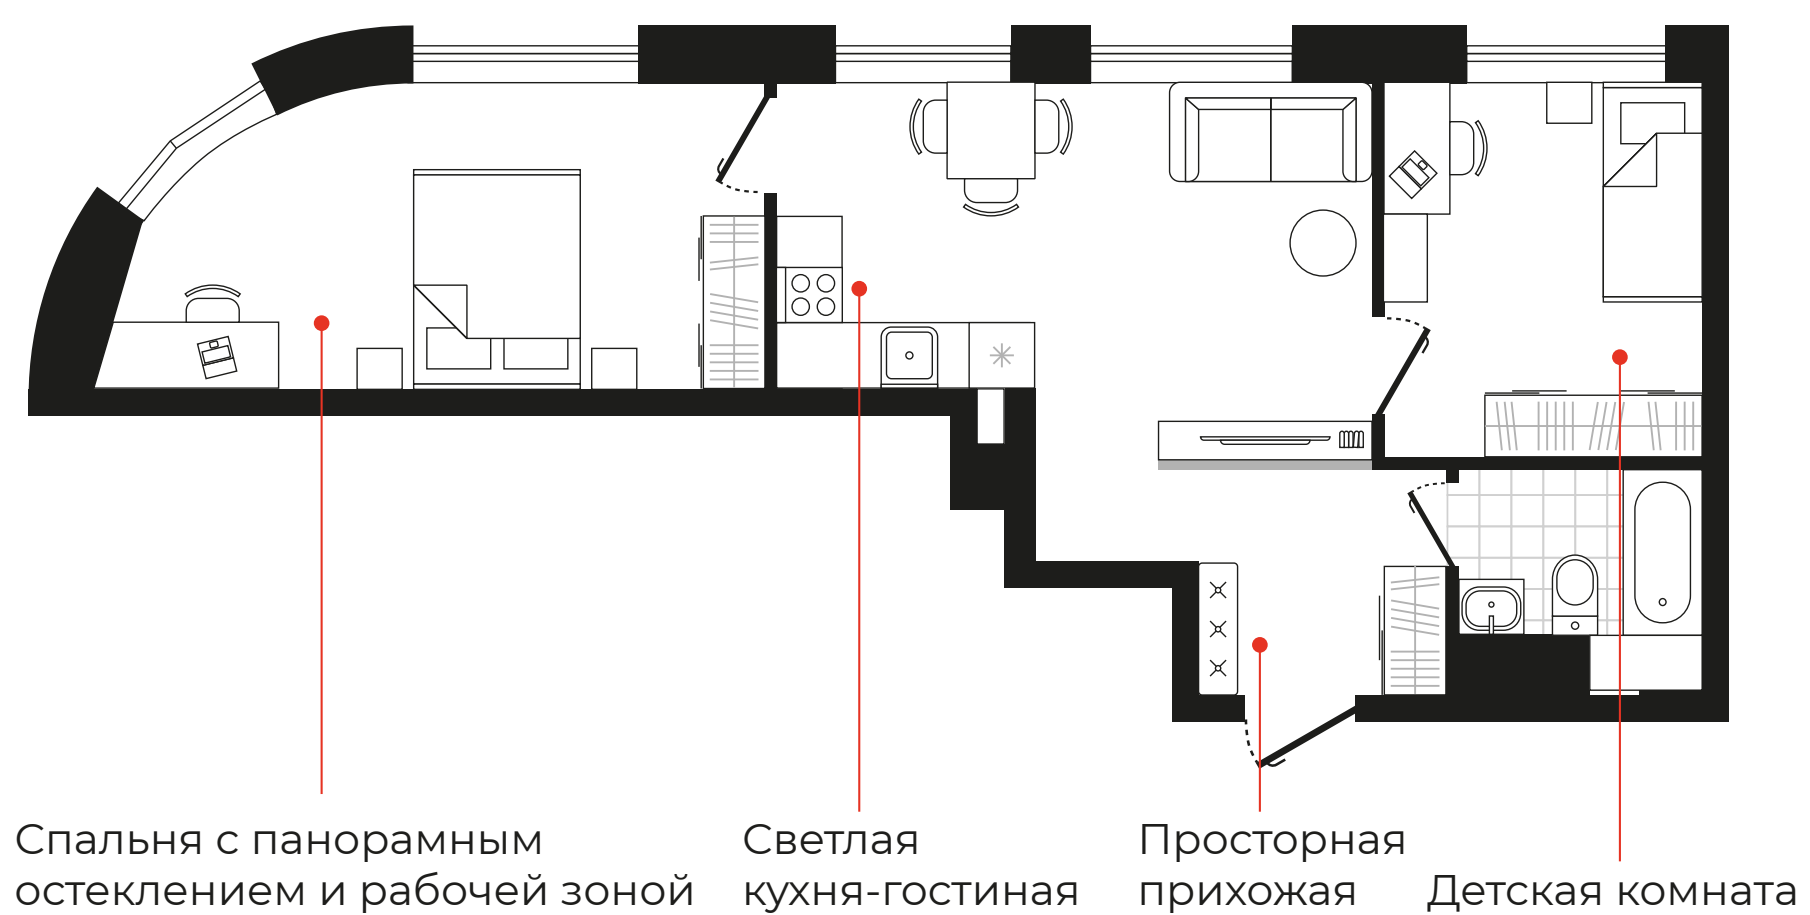 Спальня с панорамным
остеклением и рабочей зоной
Светлая
кухня-гостиная
Просторная
прихожая
Детская комната